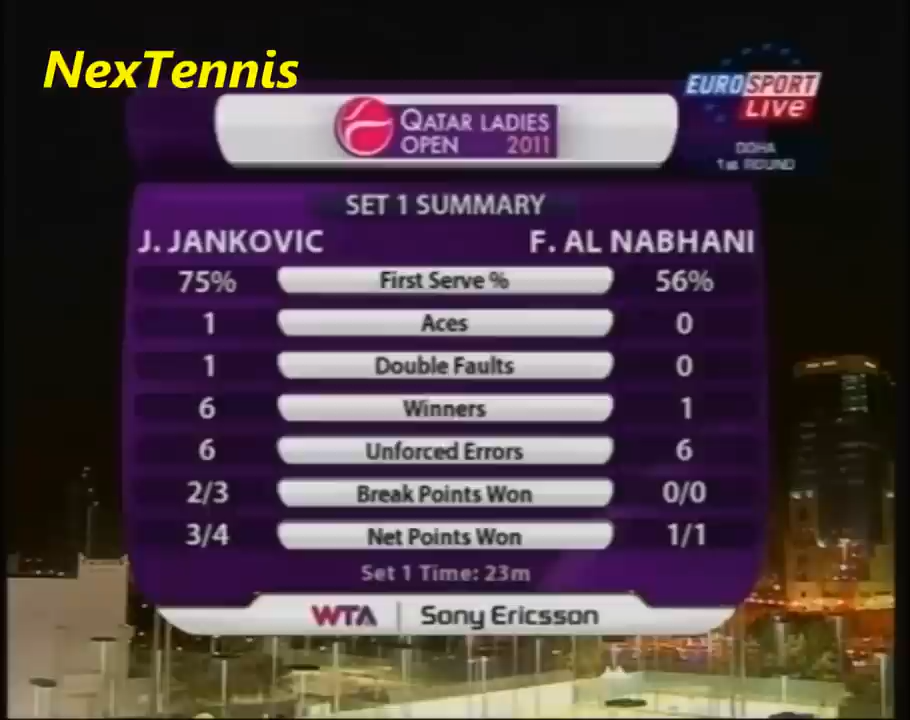 NexTennis
EUROSPORT
LIVE
DOHA
1st ROUND
QATAR LADIES
OPEN 2011
SET 1 SUMMARY
J. JANKOVIC F. AL NABHANI
75% First Serve % 56%
1 Aces 0
1 Double Faults 0
6 Winners 1
6 Unforced Errors 6
2/3 Break Points Won 0/0
3/4 Net Points Won 1/1
Set 1 Time: 23m
WTA | Sony Ericsson